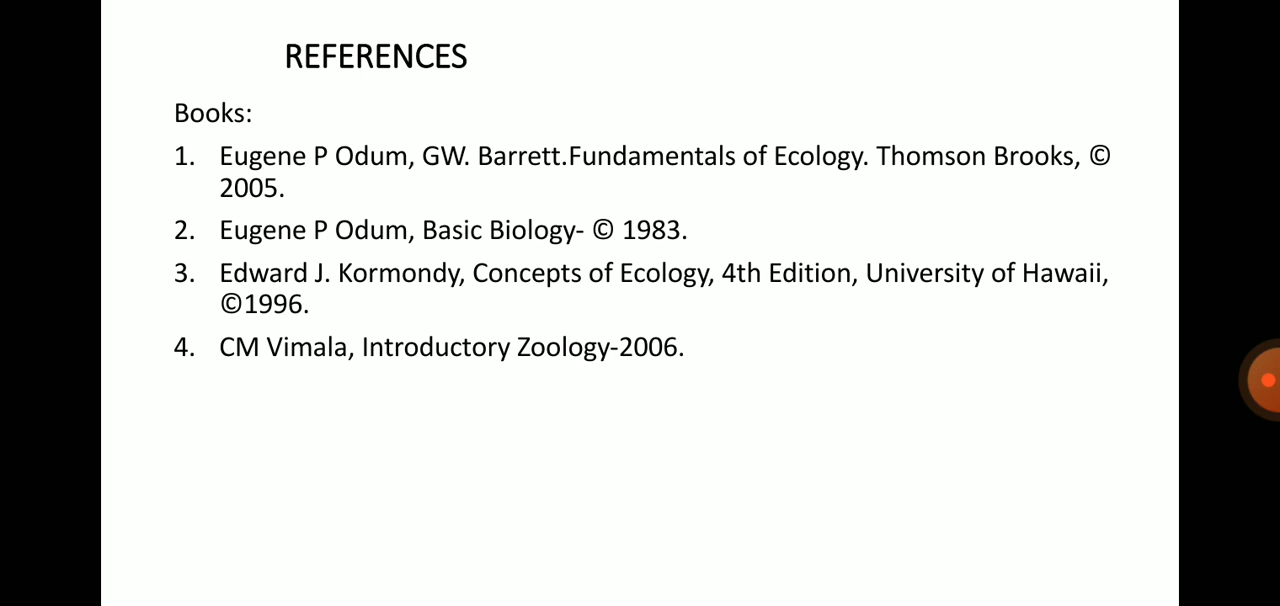 REFERENCES
Books:
1. Eugene P Odum, GW. Barrett.Fundamentals of Ecology. Thomson Brooks, ©
2005.
2. Eugene P Odum, Basic Biology- © 1983.
3. Edward J. Kormondy, Concepts of Ecology, 4th Edition, University of Hawaii,
©1996.
4. CM Vimala, Introductory Zoology-2006.